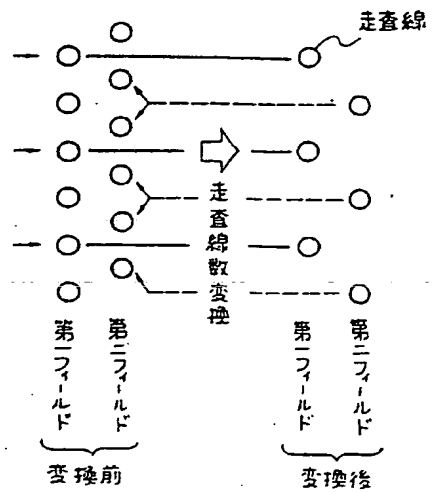 走査線
走査線数変換
第一フィールド
第二フィールド
第一フィールド
第二フィールド
変換前
変換後